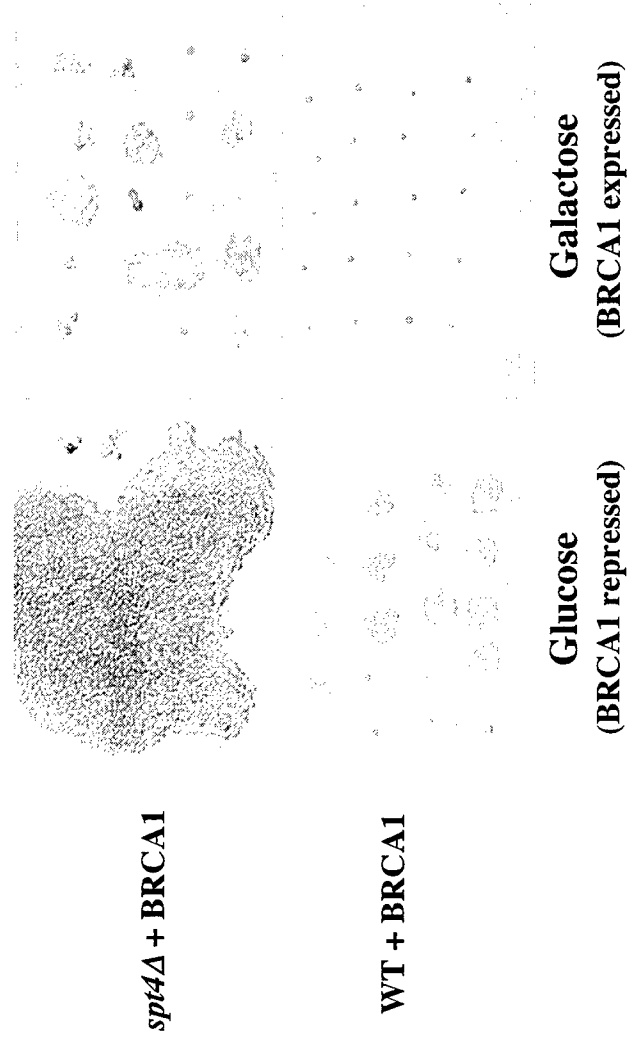 spt4Δ + BRCA1
WT + BRCA1
Glucose
(BRCA1 repressed)
Galactose
(BRCA1 expressed)